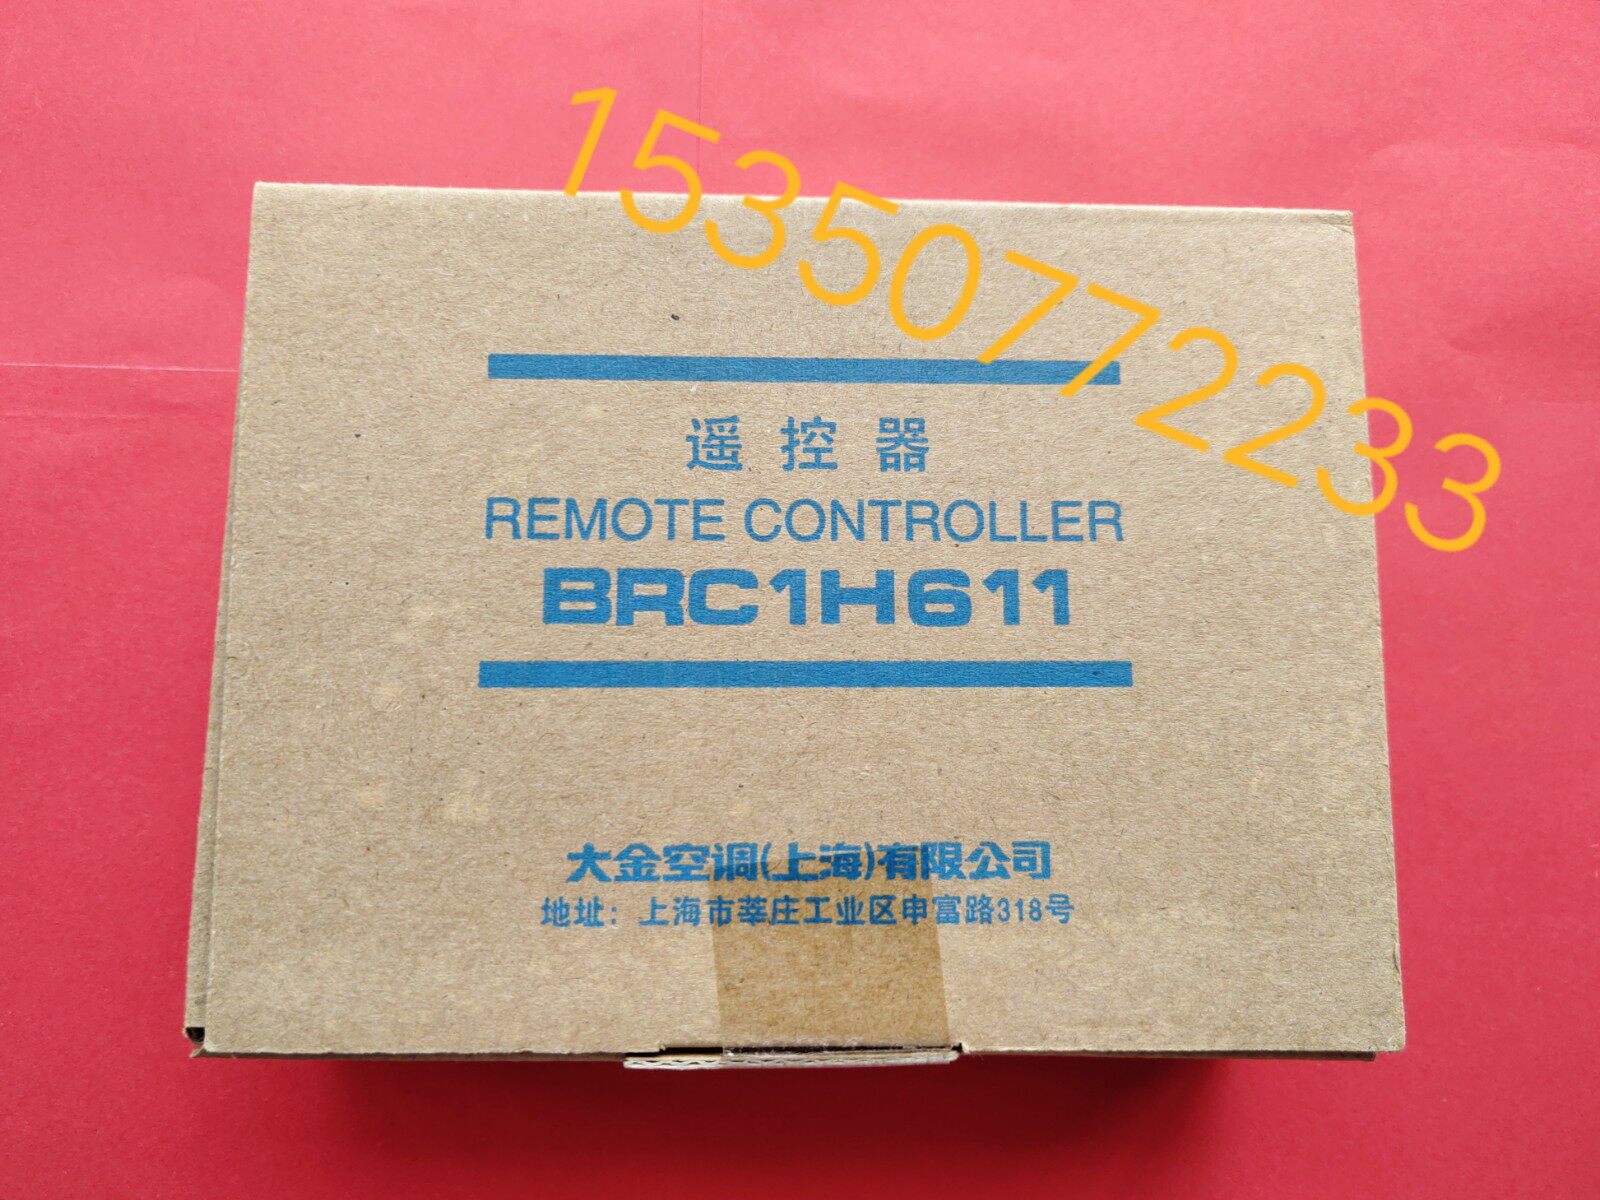 15350772233
遥控器
REMOTE CONTROLLER
BRC1H611
大金空调(上海)有限公司
地址：上海市莘庄工业区申富路318号